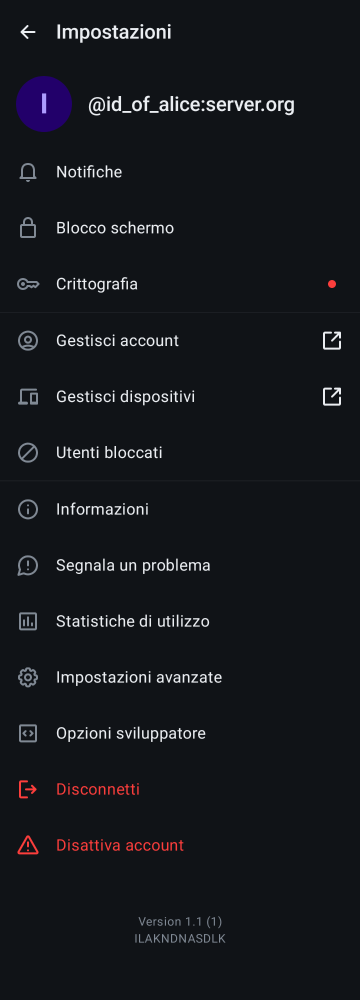 Impostazioni
I
@id_of_alice:server.org
Notifiche
Blocco schermo
Crittografia
Gestisci account
Gestisci dispositivi
Utenti bloccati
Informazioni
Segnala un problema
Statistiche di utilizzo
Impostazioni avanzate
Opzioni sviluppatore
Disconnetti
Disattiva account
Version 1.1 (1)
ILAKNDNASDLK